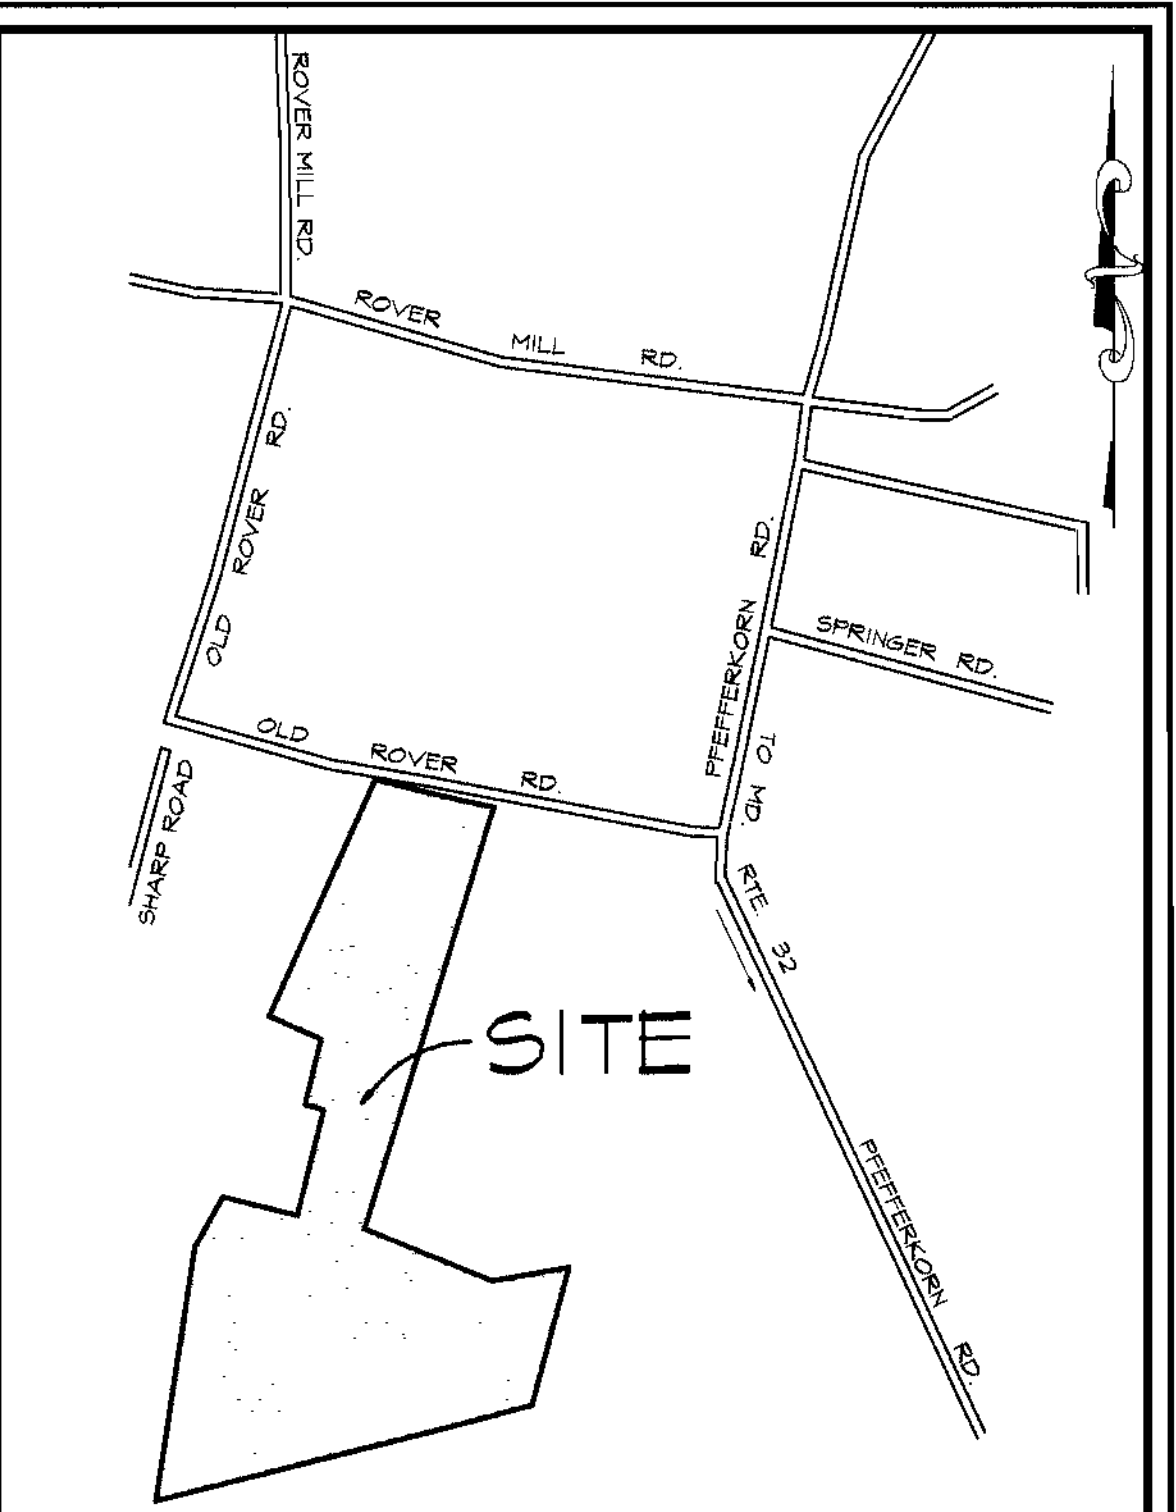 ROVER MILL RD.
ROVER MILL RD.
OLD ROVER RD.
PFEFFERKORN RD.
SPRINGER RD.
OLD ROVER RD.
TO MD. RTE. 32
SHARP ROAD
SITE
PFEFFERKORN RD.